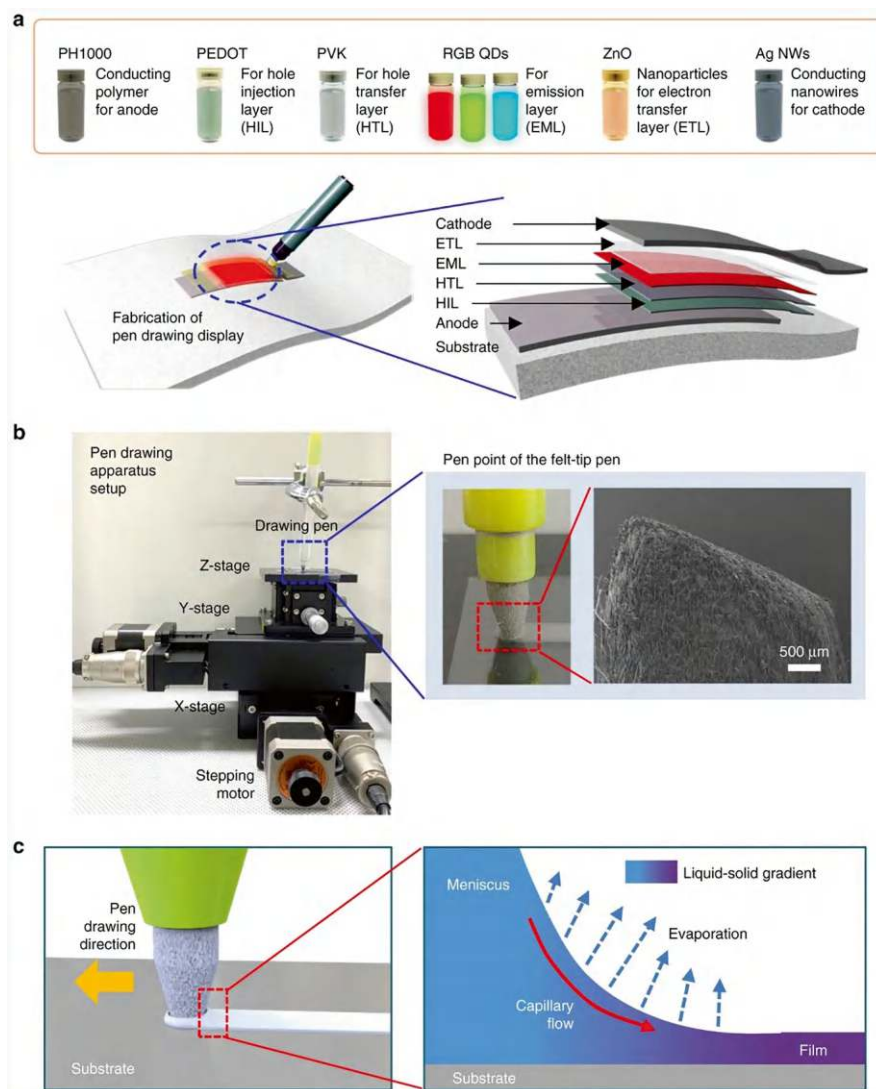 a
PH1000
Conducting
polymer
for anode
PEDOT
For hole
injection
layer
(HIL)
PVK
For hole
transfer
layer
(HTL)
RGB QDs
For
emission
layer
(EML)
ZnO
Nanoparticles
for electron
transfer
layer (ETL)
Ag NWs
Conducting
nanowires
for cathode
Fabrication of
pen drawing display
Cathode
ETL
EML
HTL
HIL
Anode
Substrate
b
Pen drawing
apparatus
setup
Drawing pen
Z-stage
Y-stage
X-stage
Stepping
motor
Pen point of the felt-tip pen
500 μm
c
Pen
drawing
direction
Substrate
Meniscus
Liquid-solid gradient
Evaporation
Capillary
flow
Film
Substrate